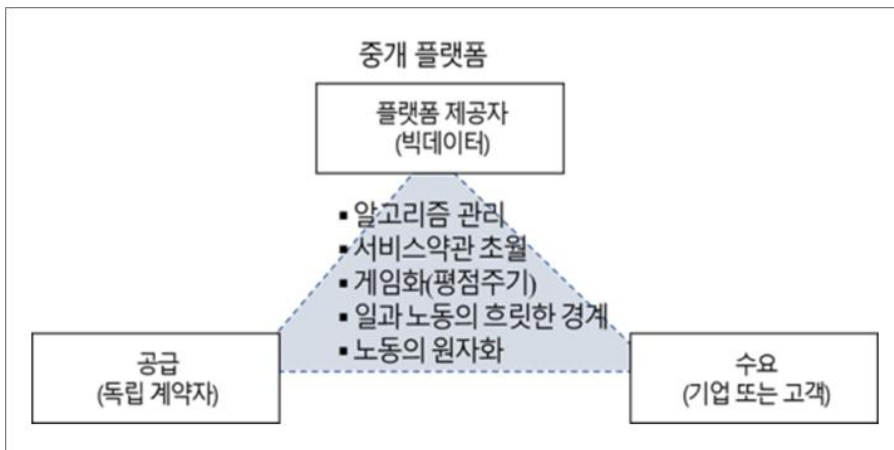 중개 플랫폼
플랫폼 제공자
(빅데이터)
▪ 알고리즘 관리
▪ 서비스약관 초월
▪ 게임화(평점주기)
▪ 일과 노동의 흐릿한 경계
▪ 노동의 원자화
공급
(독립 계약자)
수요
(기업 또는 고객)